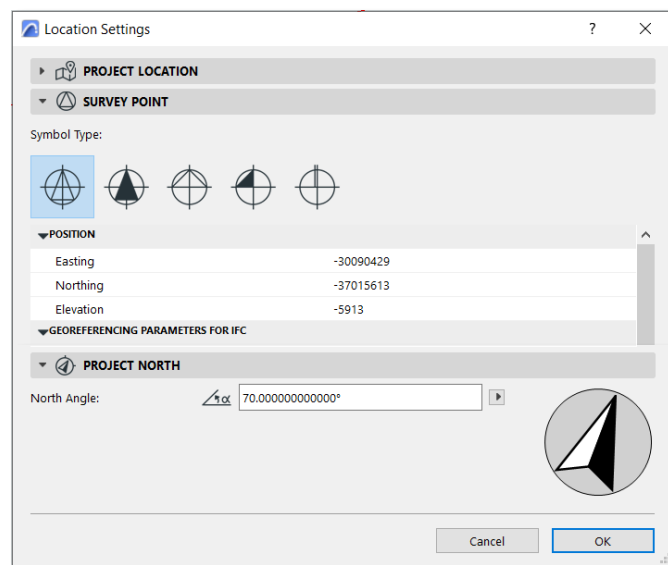 Location Settings
?
PROJECT LOCATION
SURVEY POINT
Symbol Type:
POSITION
Easting -30090429
Northing -37015613
Elevation -5913
GEOREFERENCING PARAMETERS FOR IFC
PROJECT NORTH
North Angle: α 70.000000000000°
Cancel OK